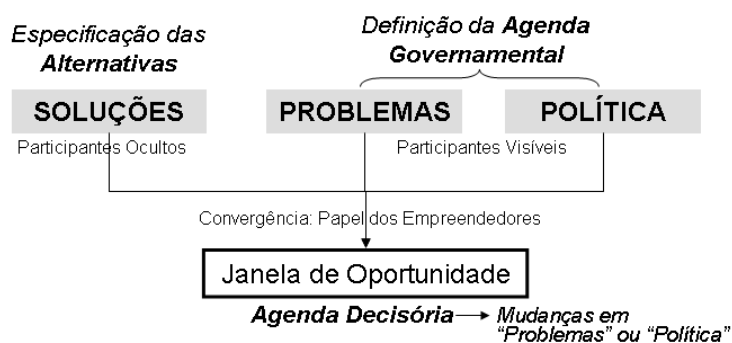 Especificação das
Alternativas
Definição da Agenda
Governamental
SOLUÇÕES
PROBLEMAS
POLÍTICA
Participantes Ocultos
Participantes Visíveis
Convergência: Papel dos Empreendedores
Janela de Oportunidade
Agenda Decisória
Mudanças em
"Problemas" ou "Política"